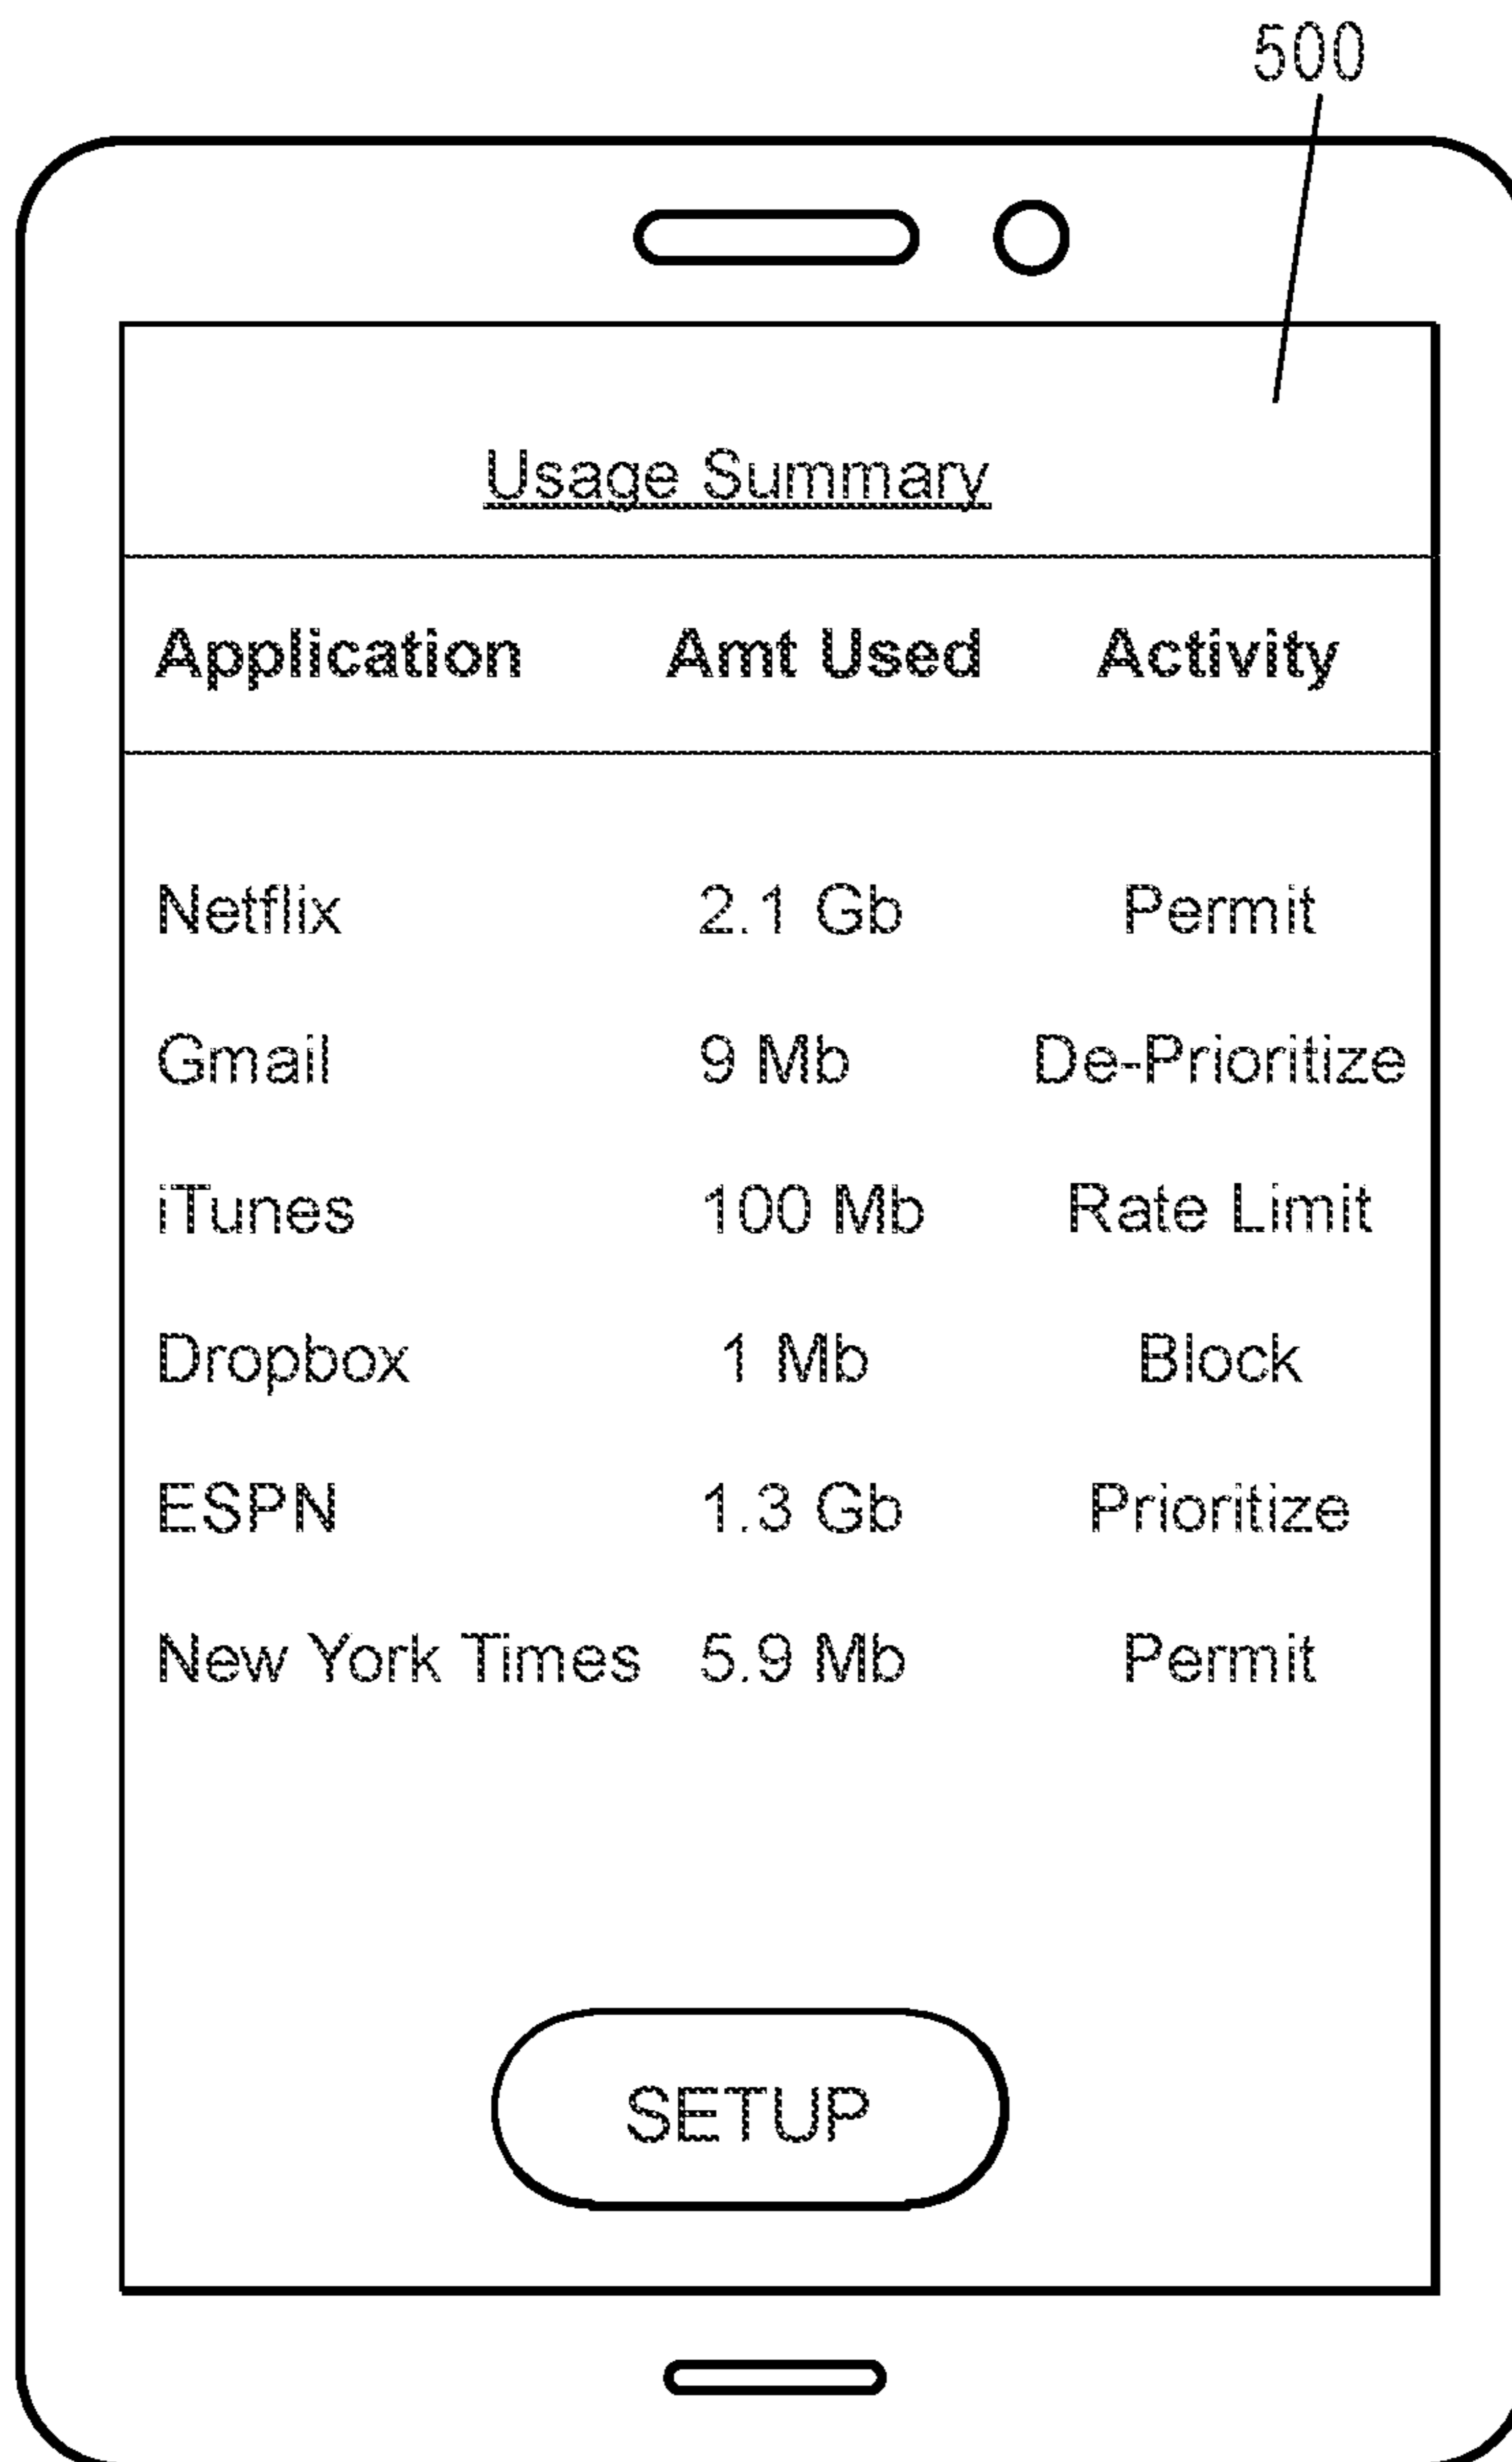 500
Usage Summary
Application Amt Used Activity
Netflix 2.1 Gb Permit
Gmail 9 Mb De-Prioritize
iTunes 100 Mb Rate Limit
Dropbox 1 Mb Block
ESPN 1.3 Gb Prioritize
New York Times 5.9 Mb Permit
SETUP